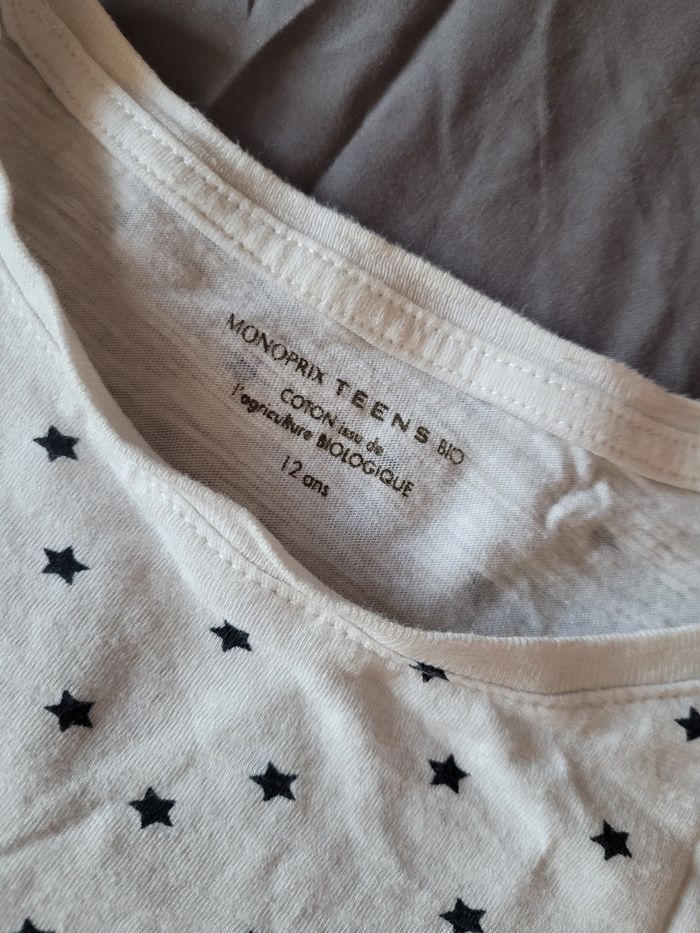 MONOPRIX TEENS BIO
COTON issu de
l'agriculture BIOLOGIQUE
12 ans